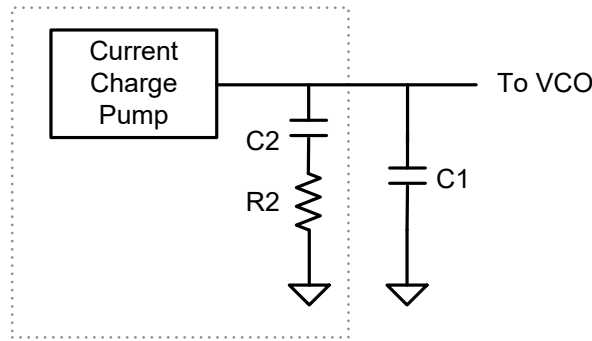 Current
Charge
Pump
To VCO
C2
C1
R2